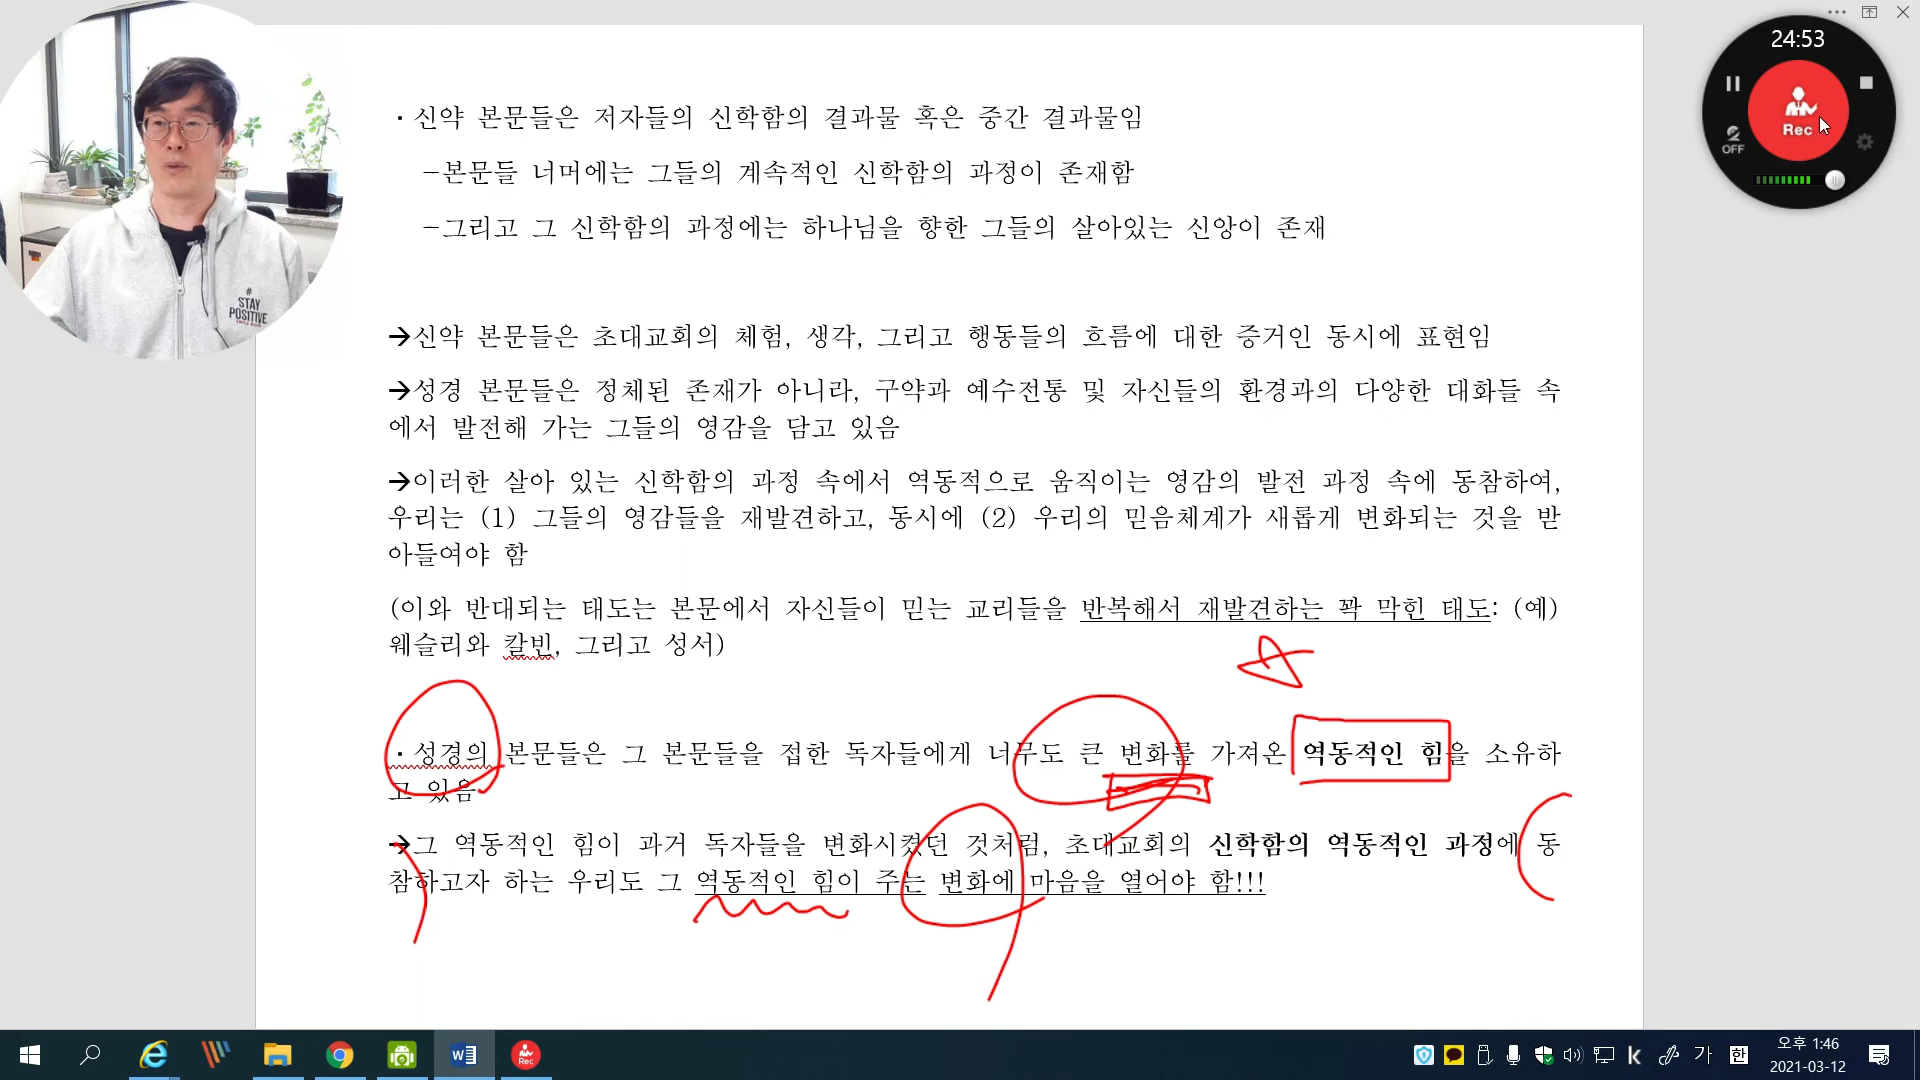 24:53
Rec
OFF
· 신약 본문들은 저자들의 신학함의 결과물 혹은 중간 결과물임
-본문들 너머에는 그들의 계속적인 신학함의 과정이 존재함
-그리고 그 신학함의 과정에는 하나님을 향한 그들의 살아있는 신앙이 존재
#
STAY
POSITIVE
→신약 본문들은 초대교회의 체험, 생각, 그리고 행동들의 흐름에 대한 증거인 동시에 표현임
→성경 본문들은 정체된 존재가 아니라, 구약과 예수전통 및 자신들의 환경과의 다양한 대화들 속
에서 발전해 가는 그들의 영감을 담고 있음
→이러한 살아 있는 신학함의 과정 속에서 역동적으로 움직이는 영감의 발전 과정 속에 동참하여,
우리는 (1) 그들의 영감들을 재발견하고, 동시에 (2) 우리의 믿음체계가 새롭게 변화되는 것을 받
아들여야 함
(이와 반대되는 태도는 본문에서 자신들이 믿는 교리들을 반복해서 재발견하는 꽉 막힌 태도: (예)
웨슬리와 칼빈, 그리고 성서)
· 성경의 본문들은 그 본문들을 접한 독자들에게 너무도 큰 변화를 가져온 역동적인 힘을 소유하
고 있음
→그 역동적인 힘이 과거 독자들을 변화시켰던 것처럼, 초대교회의 신학함의 역동적인 과정에 동
참하고자 하는 우리도 그 역동적인 힘이 주는 변화에 마음을 열어야 함!!!
Rec
가
한
오후 1:46
2021-03-12